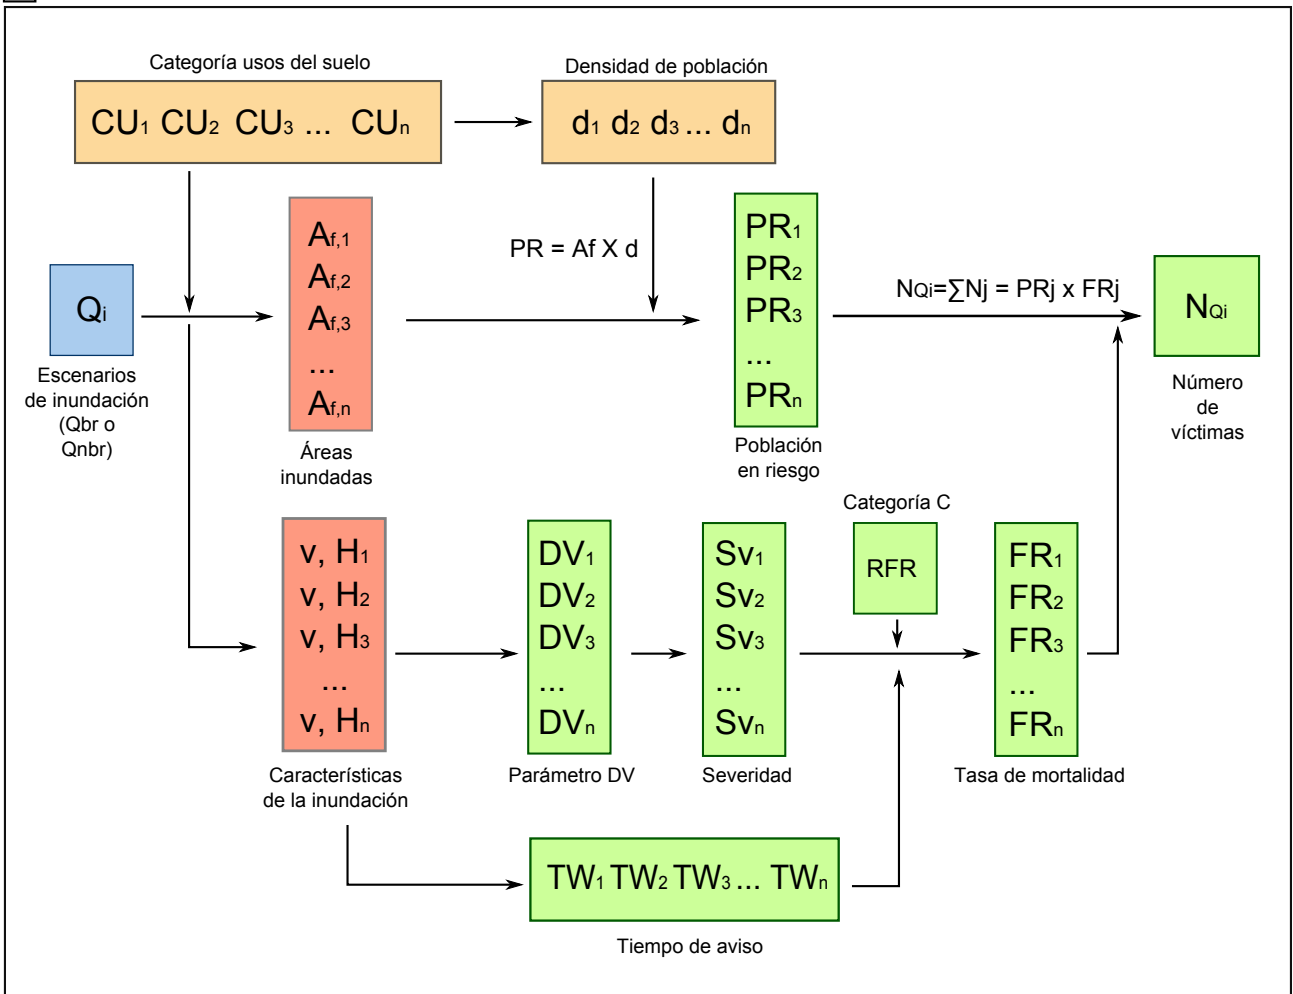 Categoría usos del suelo
CU1 CU2 CU3 ... CUn
Densidad de población
d1 d2 d3 ... dn
Qi
Escenarios
de inundación
(Qbr o
Qnbr)
Af,1
Af,2
Af,3
...
Af,n
Áreas
inundadas
PR = Af X d
PR1
PR2
PR3
...
PRn
Población
en riesgo
NQi=∑Nj = PRj x FRj
NQi
Número
de
víctimas
v, H1
v, H2
v, H3
...
v, Hn
Características
de la inundación
DV1
DV2
DV3
...
DVn
Parámetro DV
Sv1
Sv2
Sv3
...
Svn
Severidad
Categoría C
RFR
FR1
FR2
FR3
...
FRn
Tasa de mortalidad
TW1 TW2 TW3 ... TWn
Tiempo de aviso